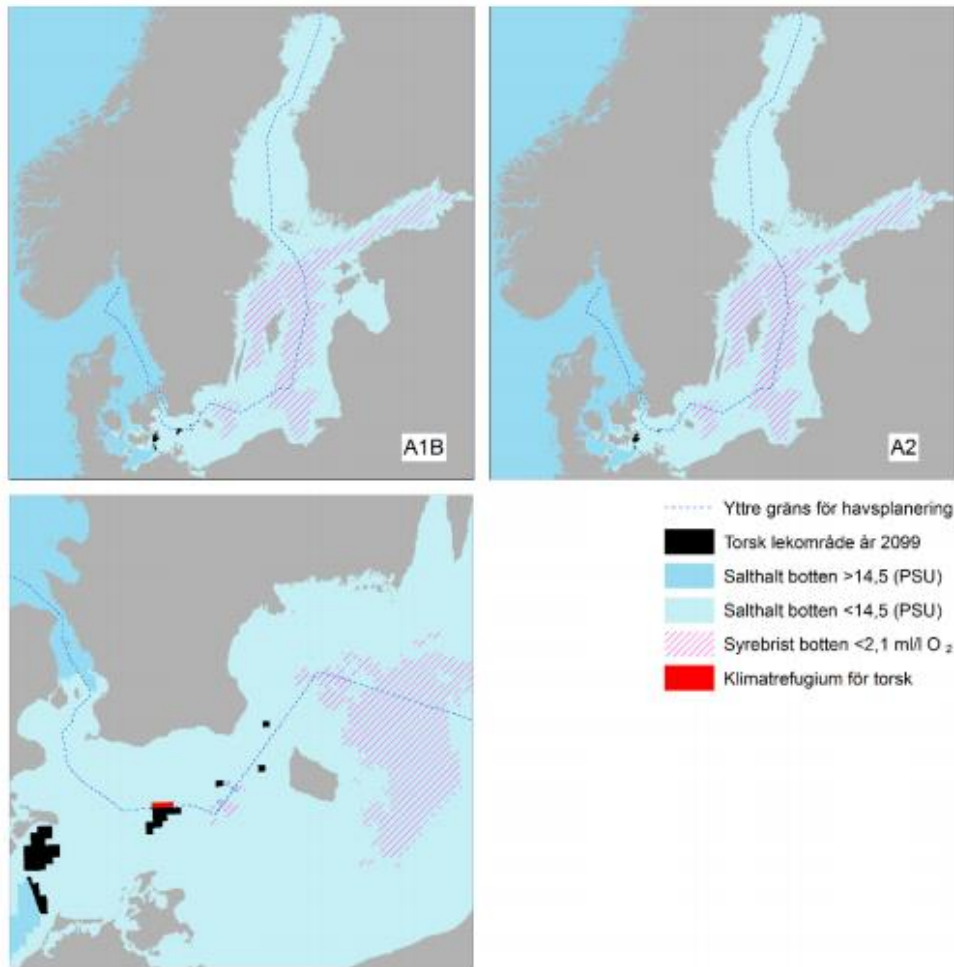 A1B
A2
Yttre gräns för havsplanering
Torsk lekområde år 2099
Salthalt botten >14,5 (PSU)
Salthalt botten <14,5 (PSU)
Syrebrist botten <2,1 ml/l O ₂
Klimatrefugium för torsk